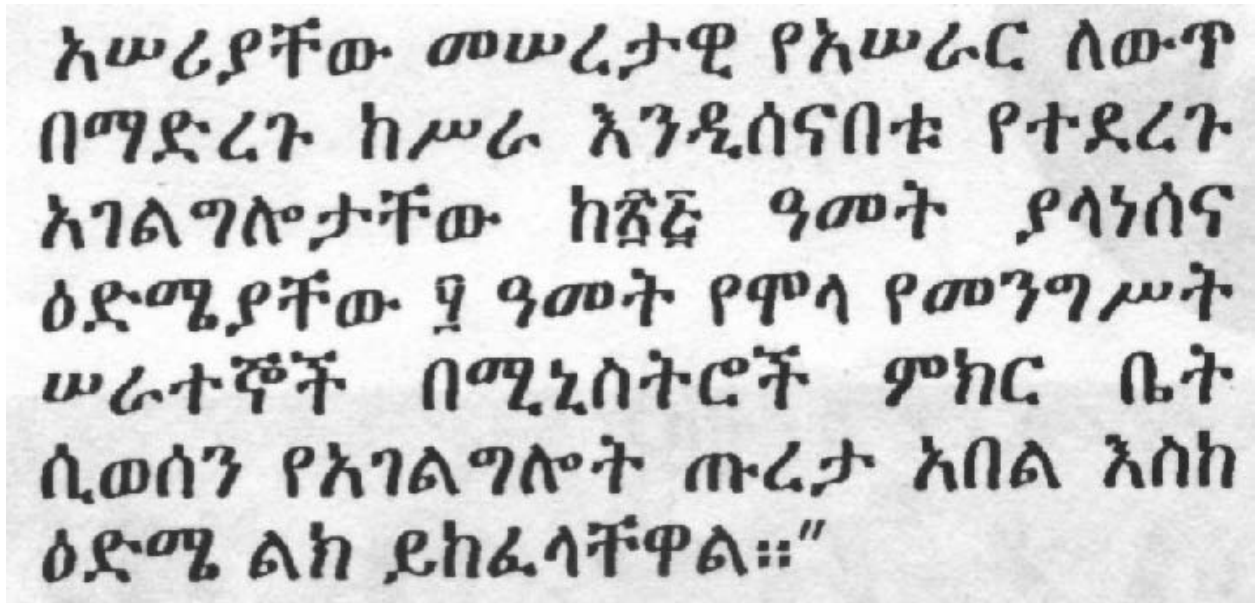 አሠሪያቸው መሠረታዊ የአሠራር ለውጥ
በማድረጉ ከሥራ እንዲሰናበቱ የተደረጉ
አገልግሎታቸው ከ፳፭ ዓመት ያላነሰና
ዕድሜያቸው ፶ ዓመት የሞላ የመንግሥት
ሠራተኞች በሚኒስትሮች ምክር ቤት
ሲወሰን የአገልግሎት ጡረታ አበል እስከ
ዕድሜ ልክ ይከፈላቸዋል።"